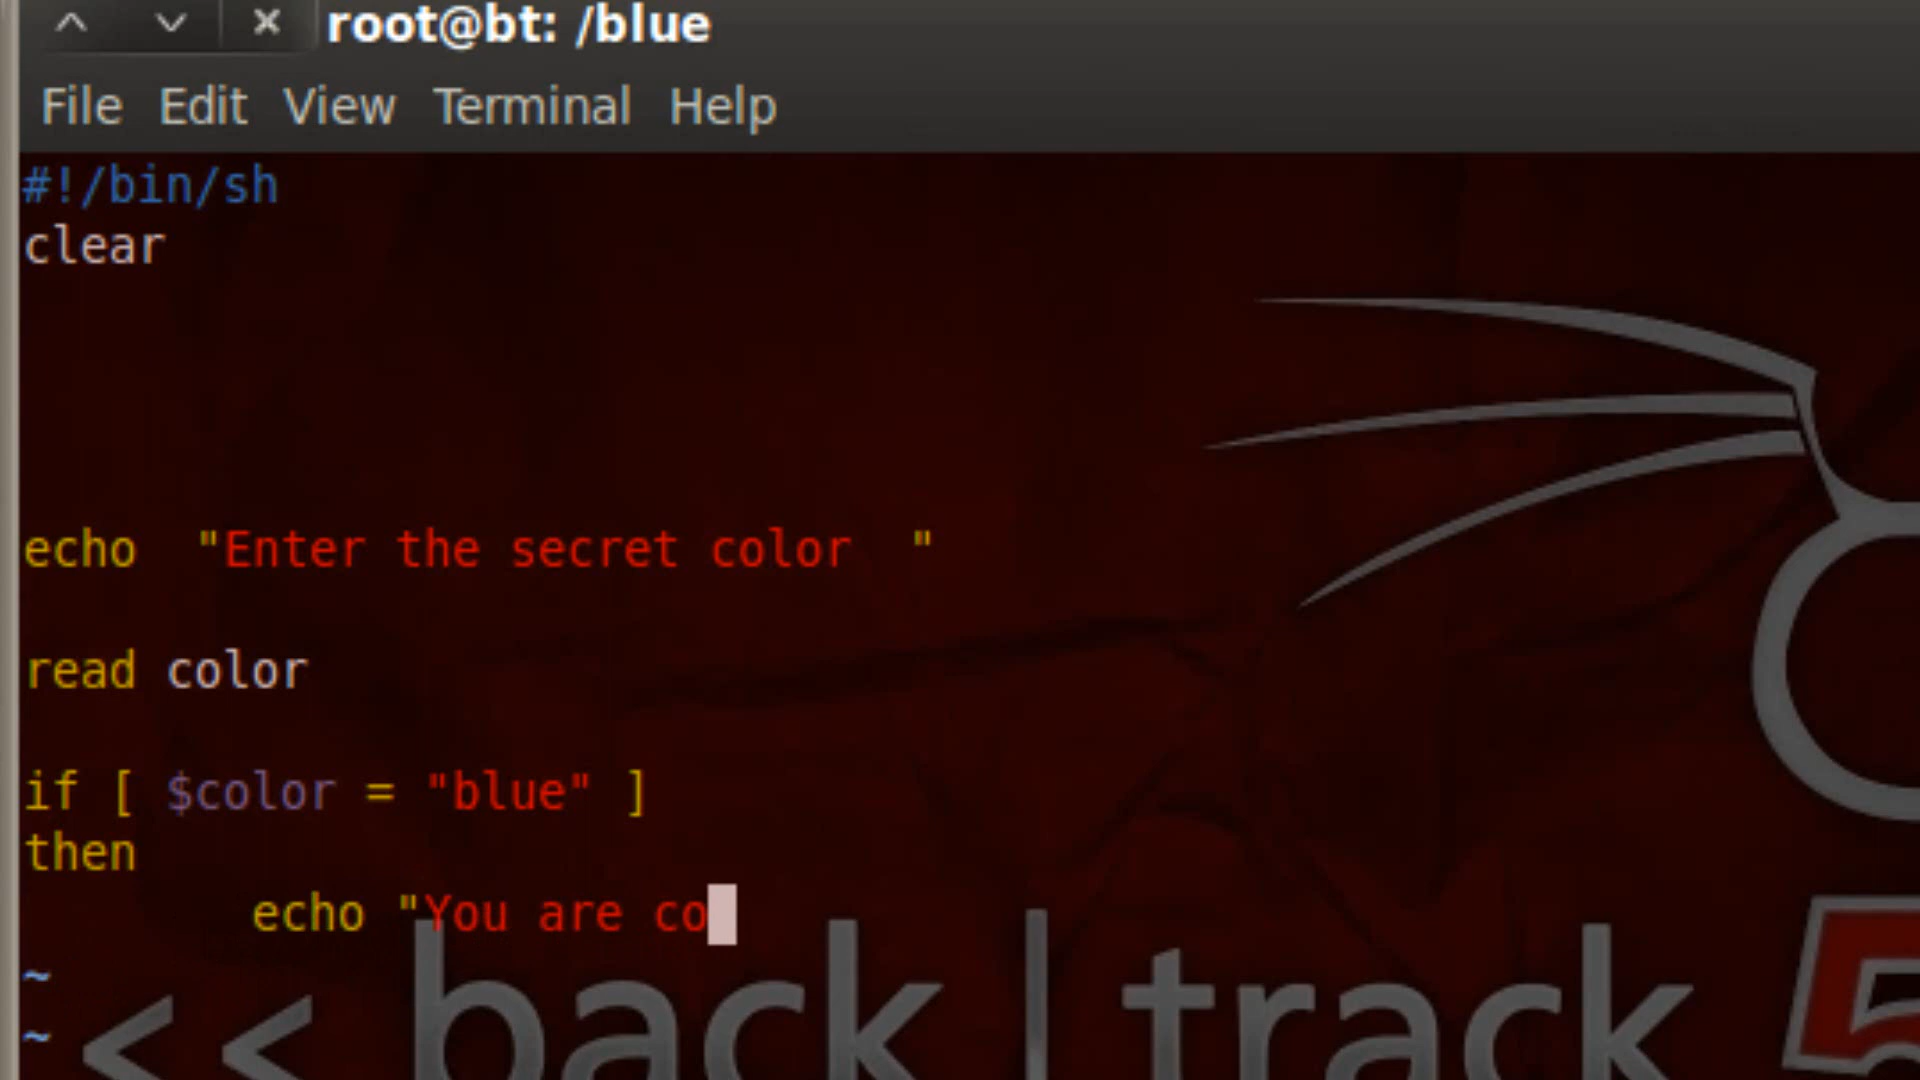 root@bt: /blue
File Edit View Terminal Help
#!/bin/sh
clear
echo  "Enter the secret color  "
read color
if [ $color = "blue" ]
then
        echo "You are co
~
~
<< back | track 5